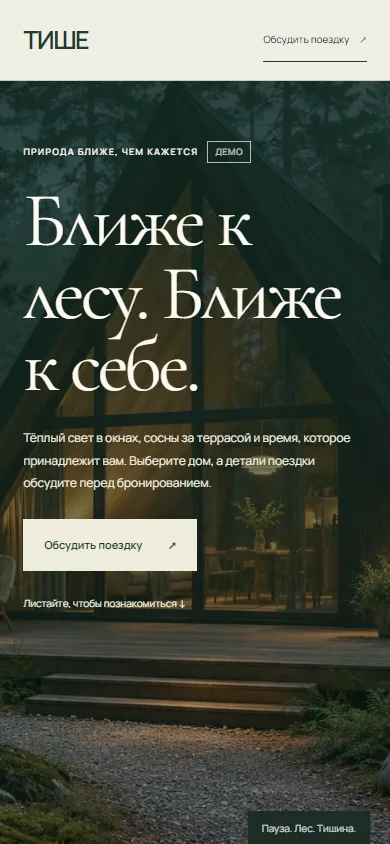 ТИШЕ
Обсудить поездку ↗
ПРИРОДА БЛИЖЕ, ЧЕМ КАЖЕТСЯ
ДЕМО
Ближе к
лесу. Ближе
к себе.
Тёплый свет в окнах, сосны за террасой и время, которое
принадлежит вам. Выберите дом, а детали поездки
обсудите перед бронированием.
Обсудить поездку ↗
Листайте, чтобы познакомиться ↓
Пауза. Лес. Тишина.